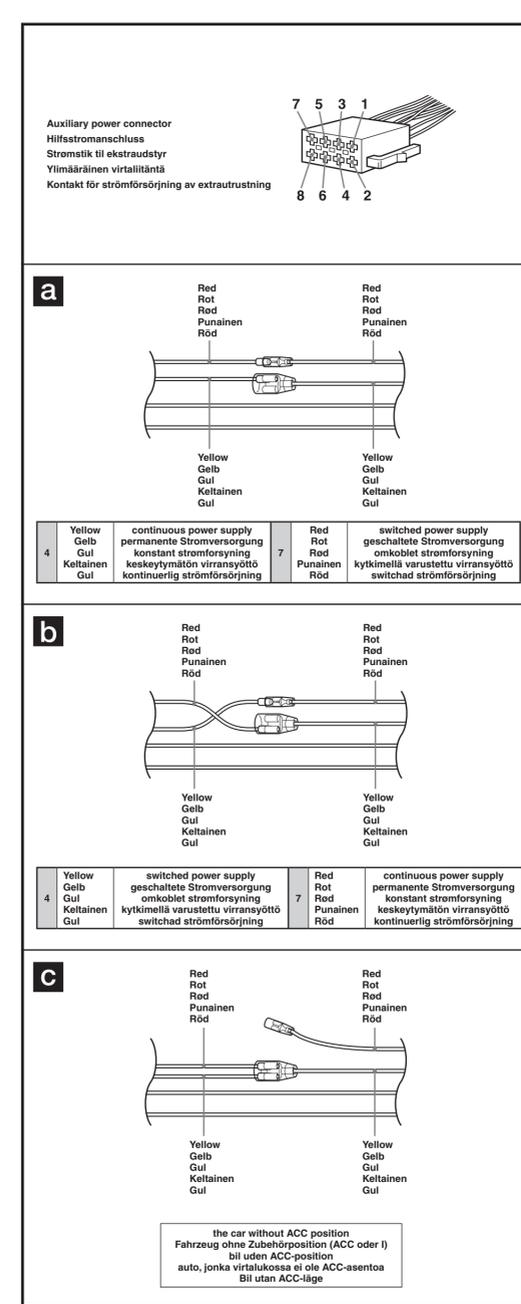 Auxiliary power connector
Hilfsstromanschluss
Strømstik til ekstraudstyr
Ylimääräinen virtaliitäntä
Kontakt för strömförsörjning av extrautrustning
7 5 3 1
8 6 4 2
a
Red
Rot
Rød
Punainen
Röd
Red
Rot
Rød
Punainen
Röd
Yellow
Gelb
Gul
Keltainen
Gul
Yellow
Gelb
Gul
Keltainen
Gul
4
Yellow
Gelb
Gul
Keltainen
Gul
continuous power supply
permanente Stromversorgung
konstant strømforsyning
keskeytymätön virransyöttö
kontinuerlig strömförsörjning
7
Red
Rot
Rød
Punainen
Röd
switched power supply
geschaltete Stromversorgung
omkoblet strømforsyning
kytkimellä varustettu virransyöttö
switchad strömförsörjning
b
Red
Rot
Rød
Punainen
Röd
Red
Rot
Rød
Punainen
Röd
Yellow
Gelb
Gul
Keltainen
Gul
Yellow
Gelb
Gul
Keltainen
Gul
4
Yellow
Gelb
Gul
Keltainen
Gul
switched power supply
geschaltete Stromversorgung
omkoblet strømforsyning
kytkimellä varustettu virransyöttö
switchad strömförsörjning
7
Red
Rot
Rød
Punainen
Röd
continuous power supply
permanente Stromversorgung
konstant strømforsyning
keskeytymätön virransyöttö
kontinuerlig strömförsörjning
c
Red
Rot
Rød
Punainen
Röd
Red
Rot
Rød
Punainen
Röd
Yellow
Gelb
Gul
Keltainen
Gul
Yellow
Gelb
Gul
Keltainen
Gul
the car without ACC position
Fahrzeug ohne Zubehörposition (ACC oder I)
bil uden ACC-position
auto, jonka virtalukossa ei ole ACC-asentoa
Bil utan ACC-läge